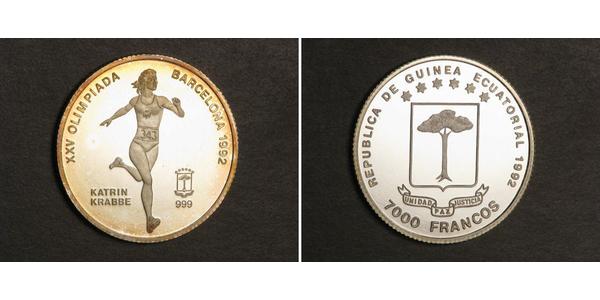 XXV OLIMPIADA BARCELONA 1992
343
KATRIN
KRABBE
999
REPUBLICA DE GUINEA ECUATORIAL 1992
UNIDAD PAZ JUSTICIA
7000 FRANCOS